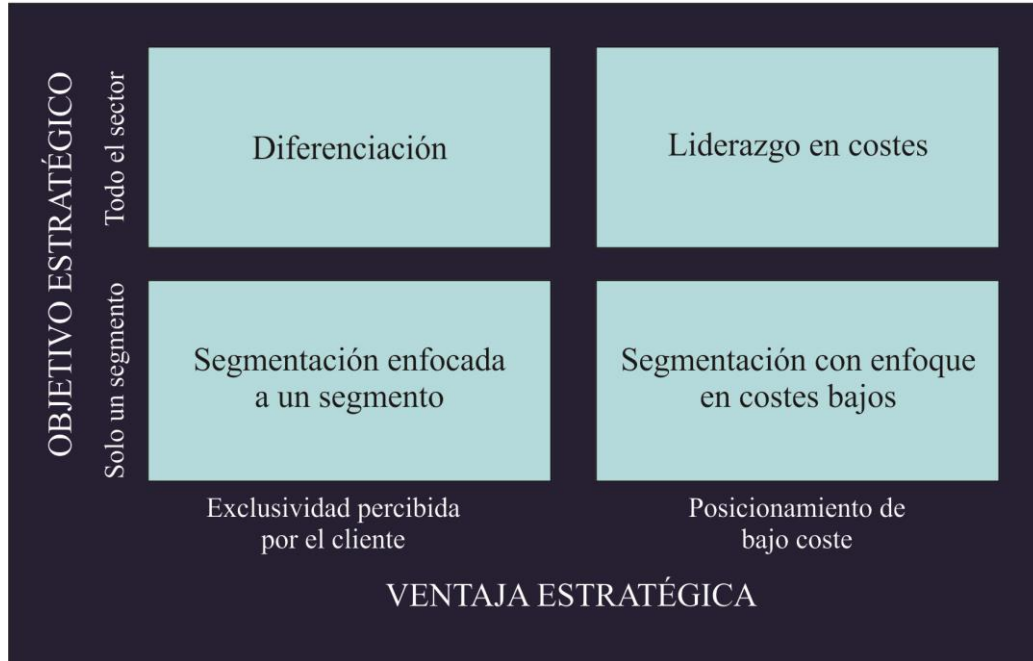 OBJETIVO ESTRATÉGICO
Todo el sector
Diferenciación
Liderazgo en costes
Solo un segmento
Segmentación enfocada
a un segmento
Segmentación con enfoque
en costes bajos
Exclusividad percibida
por el cliente
Posicionamiento de
bajo coste
VENTAJA ESTRATÉGICA